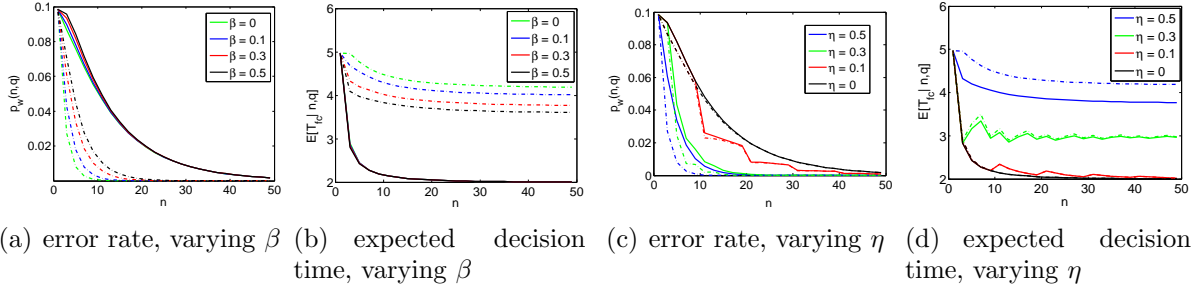 0.1
0.08
0.06
0.04
0.02
0
10
20
30
40
50
n
p_w(n,q)
β = 0
β = 0.1
β = 0.3
β = 0.5
6
5
4
3
2
0
10
20
30
40
50
n
E[T_fc| n,q]
β = 0
β = 0.1
β = 0.3
β = 0.5
0.1
0.08
0.06
0.04
0.02
0
0
10
20
30
40
50
n
p_w(n,q)
η = 0.5
η = 0.3
η = 0.1
η = 0
6
5
4
3
2
0
10
20
30
40
50
n
E[T_fc| n,q]
η = 0.5
η = 0.3
η = 0.1
η = 0
(a) error rate, varying β
(b) expected decision
time, varying β
(c) error rate, varying η
(d) expected decision
time, varying η